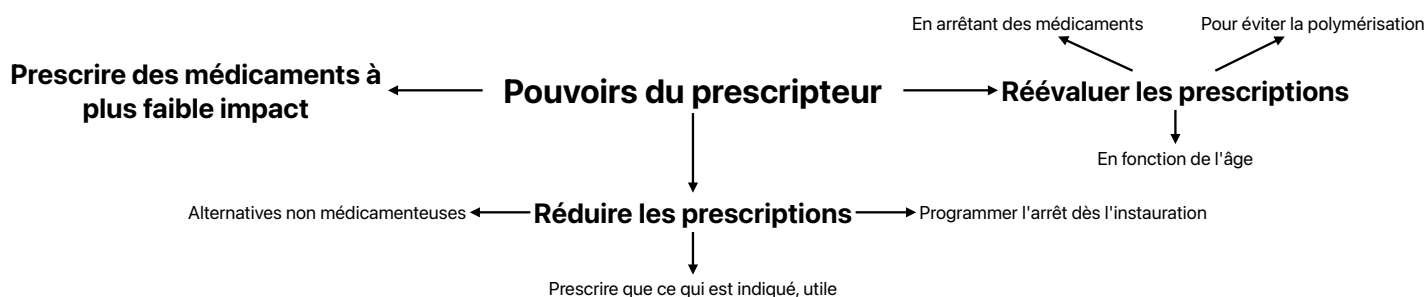 En arrêtant des médicaments
Pour éviter la polymérisation
Prescrire des médicaments à
plus faible impact
Pouvoirs du prescripteur
Réévaluer les prescriptions
En fonction de l'âge
Alternatives non médicamenteuses
Réduire les prescriptions
Programmer l'arrêt dès l'instauration
Prescrire que ce qui est indiqué, utile